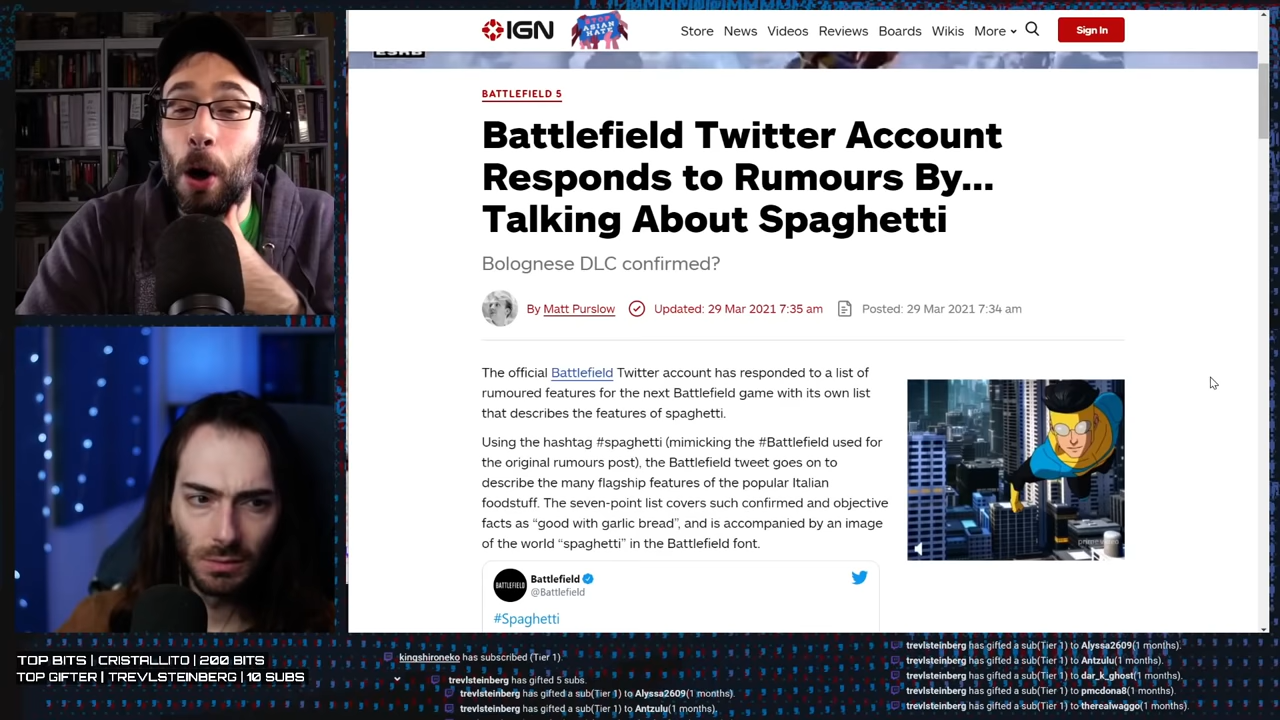 IGN
STOP ASIAN HATE
Store News Videos Reviews Boards Wikis More
Sign In
BATTLEFIELD 5
Battlefield Twitter Account
Responds to Rumours By...
Talking About Spaghetti
Bolognese DLC confirmed?
By Matt Purslow Updated: 29 Mar 2021 7:35 am Posted: 29 Mar 2021 7:34 am
The official Battlefield Twitter account has responded to a list of
rumoured features for the next Battlefield game with its own list
that describes the features of spaghetti.
Using the hashtag #spaghetti (mimicking the #Battlefield used for
the original rumours post), the Battlefield tweet goes on to
describe the many flagship features of the popular Italian
foodstuff. The seven-point list covers such confirmed and objective
facts as “good with garlic bread”, and is accompanied by an image
of the world “spaghetti” in the Battlefield font.
prime video
BATTLEFIELD
Battlefield
@Battlefield
#Spaghetti
TOP BITS | CRISTALLITO | 200 BITS
TOP GIFTER | TREVLSTEINBERG | 10 SUBS
kingshironeko has subscribed (Tier 1).
trevlsteinberg has gifted 5 subs.
trevlsteinberg has gifted a sub(Tier 1) to Alyssa2609(1 months).
trevlsteinberg has gifted a sub(Tier 1) to Antzulu(1 months).
trevlsteinberg has gifted a sub(Tier 1) to Alyssa2609(1 months).
trevlsteinberg has gifted a sub(Tier 1) to Antzulu(1 months).
trevlsteinberg has gifted a sub(Tier 1) to dar_k_ghost(1 months).
trevlsteinberg has gifted a sub(Tier 1) to pmcdona8(1 months).
trevlsteinberg has gifted a sub(Tier 1) to therealwaggo(1 months).